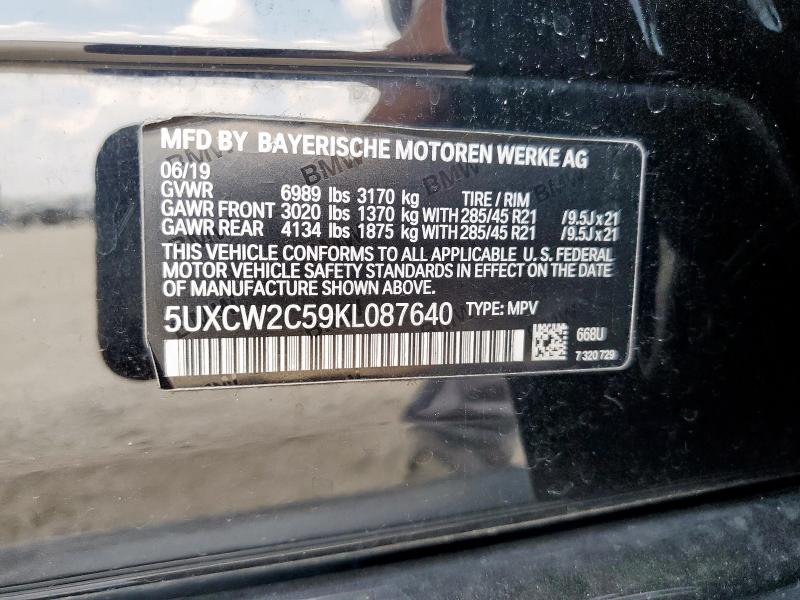 MFD BY BAYERISCHE MOTOREN WERKE AG
06/19
GVWR 6989 lbs 3170 kg TIRE / RIM
GAWR FRONT 3020 lbs 1370 kg WITH 285/45 R21 /9.5J x 21
GAWR REAR 4134 lbs 1875 kg WITH 285/45 R21 /9.5J x 21
THIS VEHICLE CONFORMS TO ALL APPLICABLE U. S. FEDERAL
MOTOR VEHICLE SAFETY STANDARDS IN EFFECT ON THE DATE
OF MANUFACTURE SHOWN ABOVE.
5UXCW2C59KL087640 TYPE: MPV
668U
7 320 729